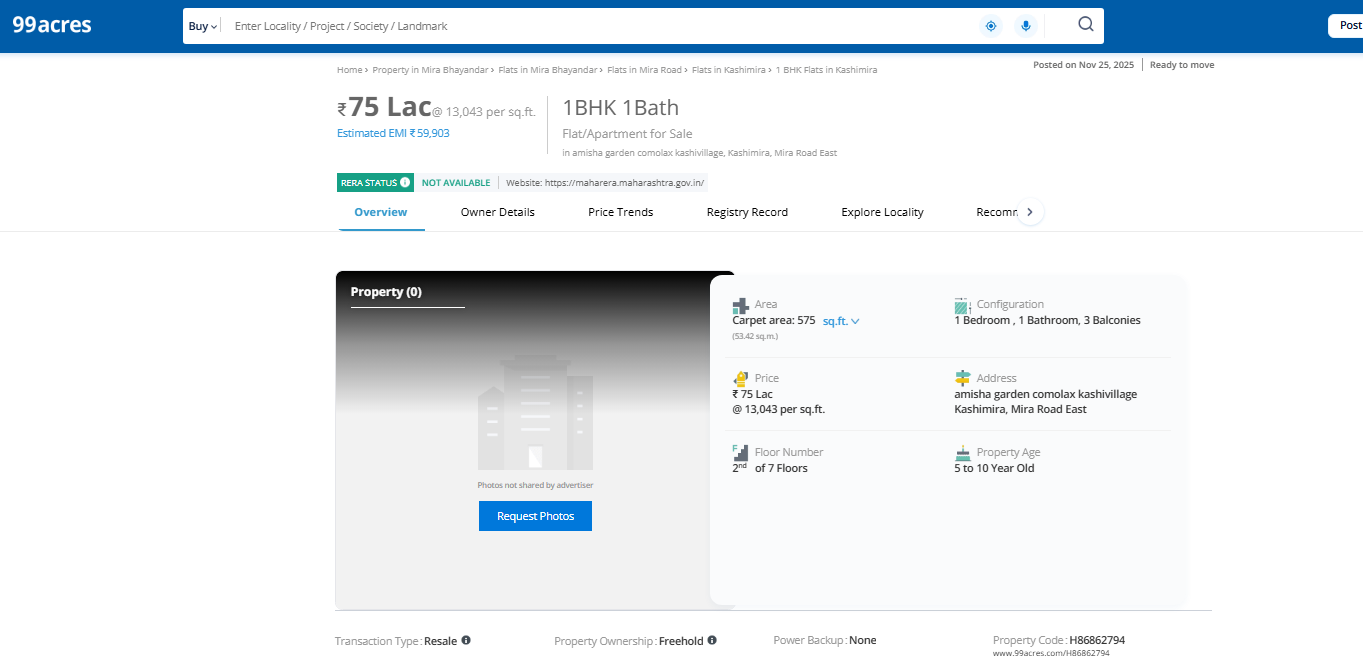 99acres
Buy
Enter Locality / Project / Society / Landmark
Post
Home › Property in Mira Bhayandar › Flats in Mira Bhayandar › Flats in Mira Road › Flats in Kashimira › 1 BHK Flats in Kashimira
Posted on Nov 25, 2025 | Ready to move
₹75 Lac @ 13,043 per sq.ft.
Estimated EMI ₹59,903
1BHK 1Bath
Flat/Apartment for Sale
in amisha garden comolax kashivillage, Kashimira, Mira Road East
RERA STATUS NOT AVAILABLE | Website: https://maharera.maharashtra.gov.in/
Overview Owner Details Price Trends Registry Record Explore Locality Recomm
Property (0)
Photos not shared by advertiser
Request Photos
Area
Carpet area: 575 sq.ft.
(53.42 sq.m.)
Configuration
1 Bedroom , 1 Bathroom, 3 Balconies
Price
₹ 75 Lac
@ 13,043 per sq.ft.
Address
amisha garden comolax kashivillage
Kashimira, Mira Road East
Floor Number
2nd of 7 Floors
Property Age
5 to 10 Year Old
Transaction Type : Resale Property Ownership : Freehold Power Backup : None Property Code : H86862794
www.99acres.com/H86862794